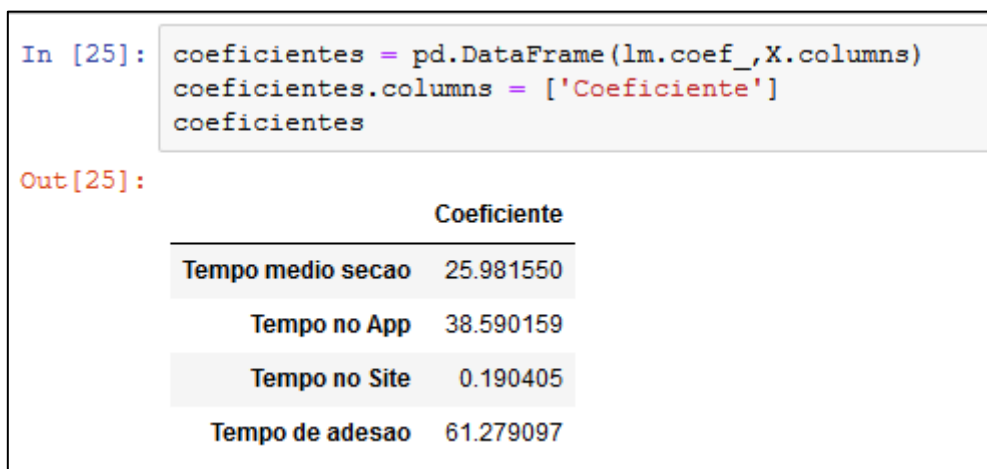 In [25]: coeficientes = pd.DataFrame(lm.coef_,X.columns)
coeficientes.columns = ['Coeficiente']
coeficientes
Out[25]:
Coeficiente
Tempo medio secao 25.981550
Tempo no App 38.590159
Tempo no Site 0.190405
Tempo de adesao 61.279097